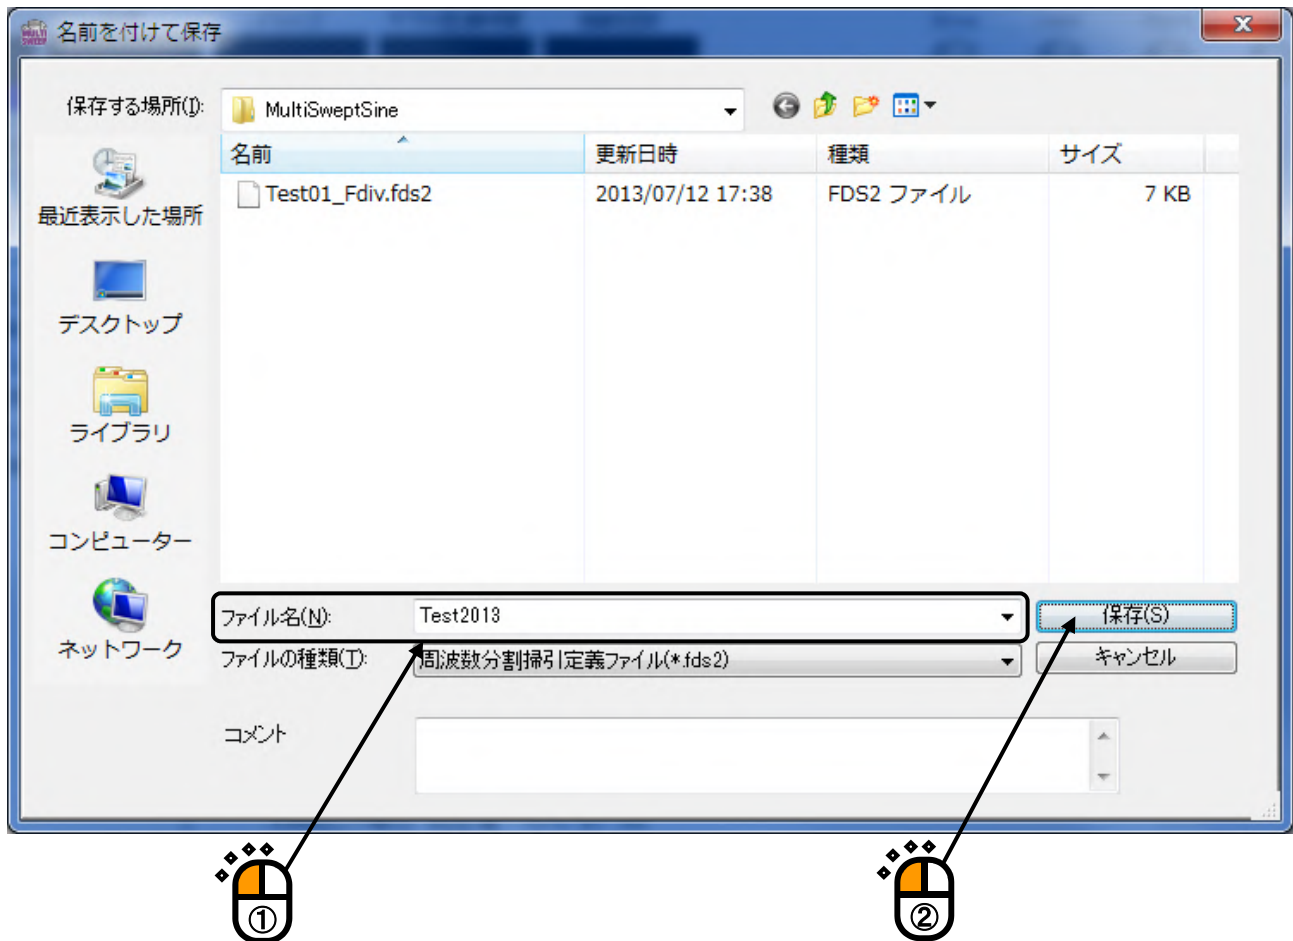 MULTI
SWEEP
名前を付けて保存
X
保存する場所(I):
MultiSweptSine
名前
更新日時
種類
サイズ
Test01_Fdiv.fds2
2013/07/12 17:38
FDS2 ファイル
7 KB
最近表示した場所
デスクトップ
ライブラリ
コンピューター
ネットワーク
ファイル名(N):
Test2013
保存(S)
ファイルの種類(T):
周波数分割掃引定義ファイル(*.fds2)
キャンセル
コメント
①
②